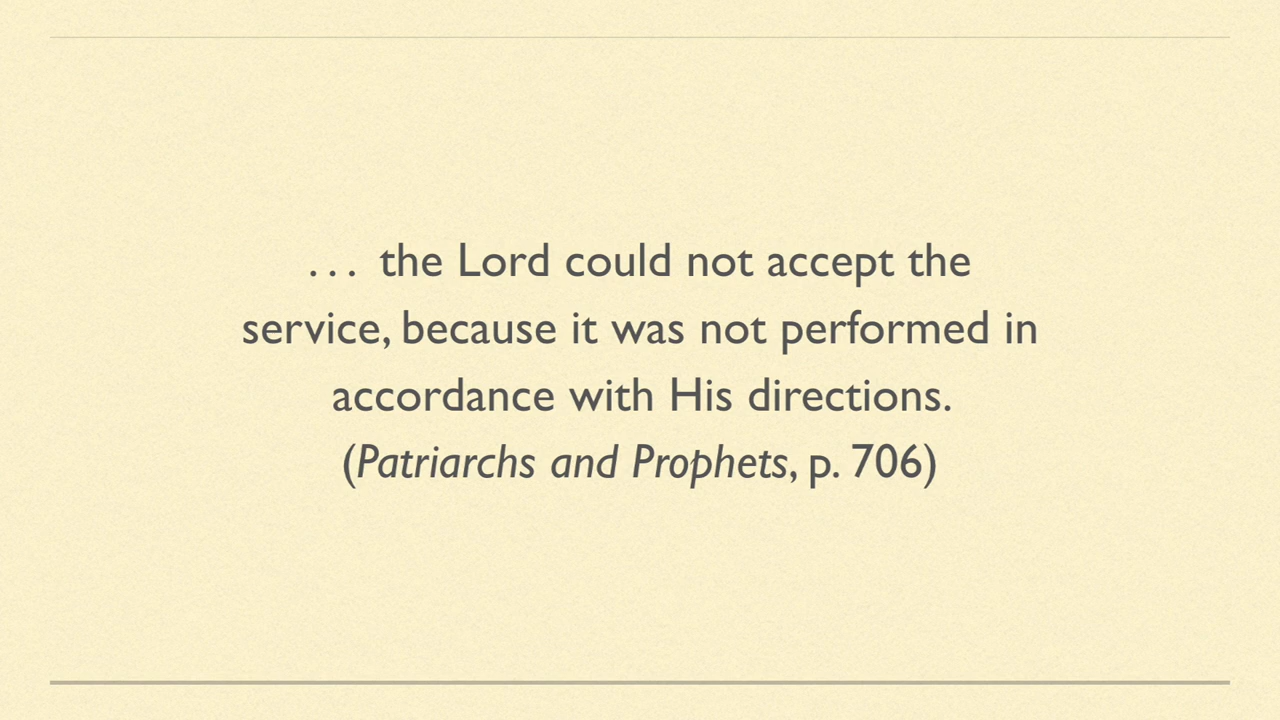 ... the Lord could not accept the
service, because it was not performed in
accordance with His directions.
(Patriarchs and Prophets, p. 706)